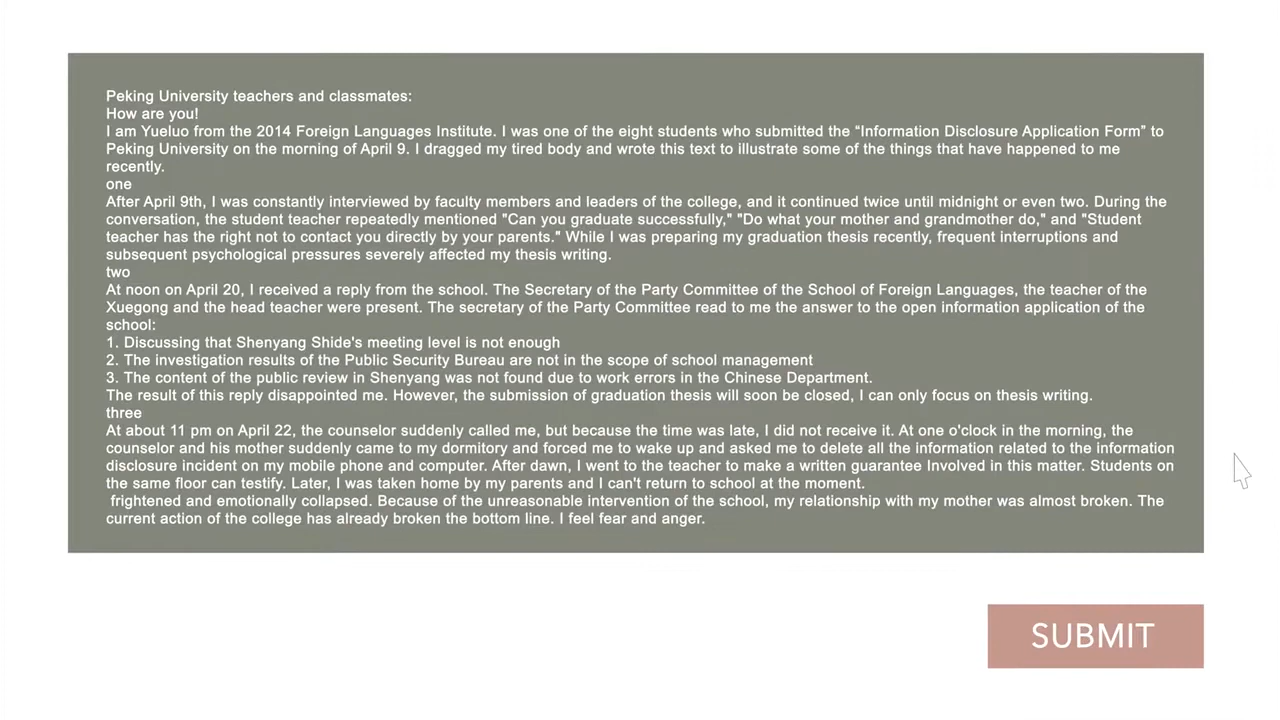 Peking University teachers and classmates:
How are you!
I am Yueluo from the 2014 Foreign Languages Institute. I was one of the eight students who submitted the “Information Disclosure Application Form” to
Peking University on the morning of April 9. I dragged my tired body and wrote this text to illustrate some of the things that have happened to me
recently.
one
After April 9th, I was constantly interviewed by faculty members and leaders of the college, and it continued twice until midnight or even two. During the
conversation, the student teacher repeatedly mentioned "Can you graduate successfully," "Do what your mother and grandmother do," and "Student
teacher has the right not to contact you directly by your parents." While I was preparing my graduation thesis recently, frequent interruptions and
subsequent psychological pressures severely affected my thesis writing.
two
At noon on April 20, I received a reply from the school. The Secretary of the Party Committee of the School of Foreign Languages, the teacher of the
Xuegong and the head teacher were present. The secretary of the Party Committee read to me the answer to the open information application of the
school:
1. Discussing that Shenyang Shide's meeting level is not enough
2. The investigation results of the Public Security Bureau are not in the scope of school management
3. The content of the public review in Shenyang was not found due to work errors in the Chinese Department.
The result of this reply disappointed me. However, the submission of graduation thesis will soon be closed, I can only focus on thesis writing.
three
At about 11 pm on April 22, the counselor suddenly called me, but because the time was late, I did not receive it. At one o'clock in the morning, the
counselor and his mother suddenly came to my dormitory and forced me to wake up and asked me to delete all the information related to the information
disclosure incident on my mobile phone and computer. After dawn, I went to the teacher to make a written guarantee Involved in this matter. Students on
the same floor can testify. Later, I was taken home by my parents and I can't return to school at the moment.
frightened and emotionally collapsed. Because of the unreasonable intervention of the school, my relationship with my mother was almost broken. The
current action of the college has already broken the bottom line. I feel fear and anger.
SUBMIT